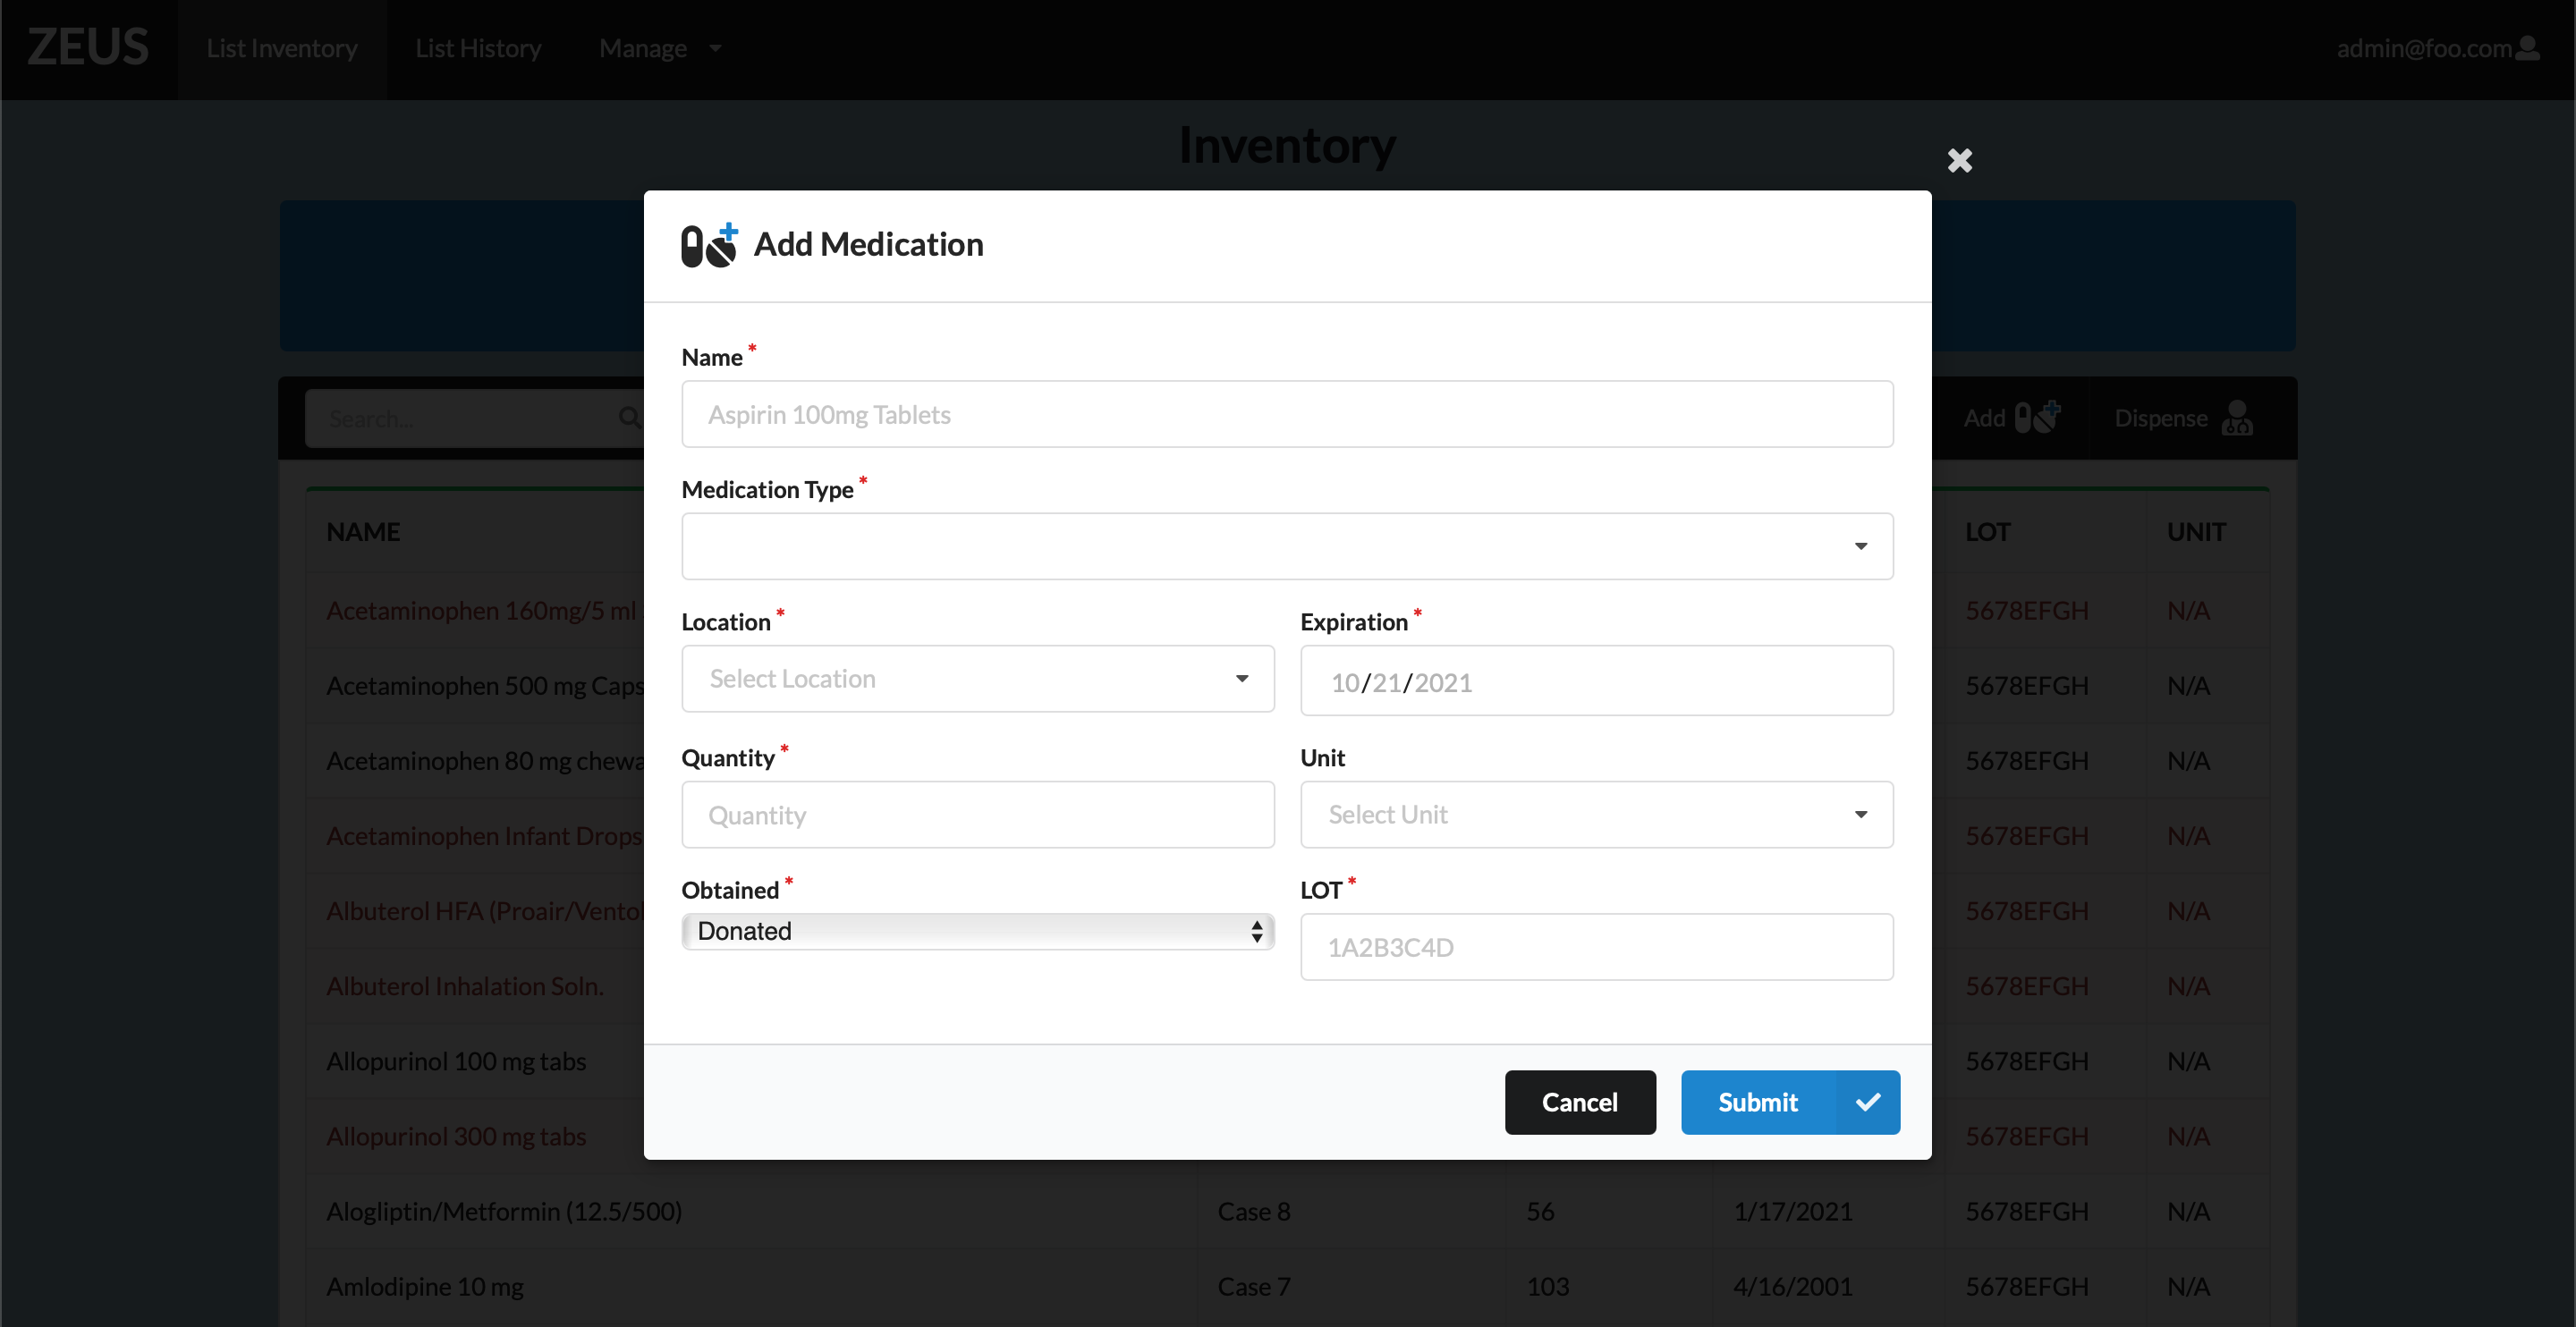 ZEUS List Inventory List History Manage admin@foo.com
Inventory
Add Medication
Name *
Aspirin 100mg Tablets
Search...
Add Dispense
Medication Type *
NAME LOT UNIT
Acetaminophen 160mg/5 ml 5678EFGH N/A
Location * Expiration *
Select Location 10/21/2021
Acetaminophen 500 mg Caps 5678EFGH N/A
Acetaminophen 80 mg chewa 5678EFGH N/A
Quantity * Unit
Quantity Select Unit
Acetaminophen Infant Drops 5678EFGH N/A
Obtained * LOT *
Albuterol HFA (Proair/Ventol 5678EFGH N/A
Donated 1A2B3C4D
Albuterol Inhalation Soln. 5678EFGH N/A
Allopurinol 100 mg tabs 5678EFGH N/A
Cancel Submit
Allopurinol 300 mg tabs 5678EFGH N/A
Alogliptin/Metformin (12.5/500) Case 8 56 1/17/2021 5678EFGH N/A
Amlodipine 10 mg Case 7 103 4/16/2001 5678EFGH N/A